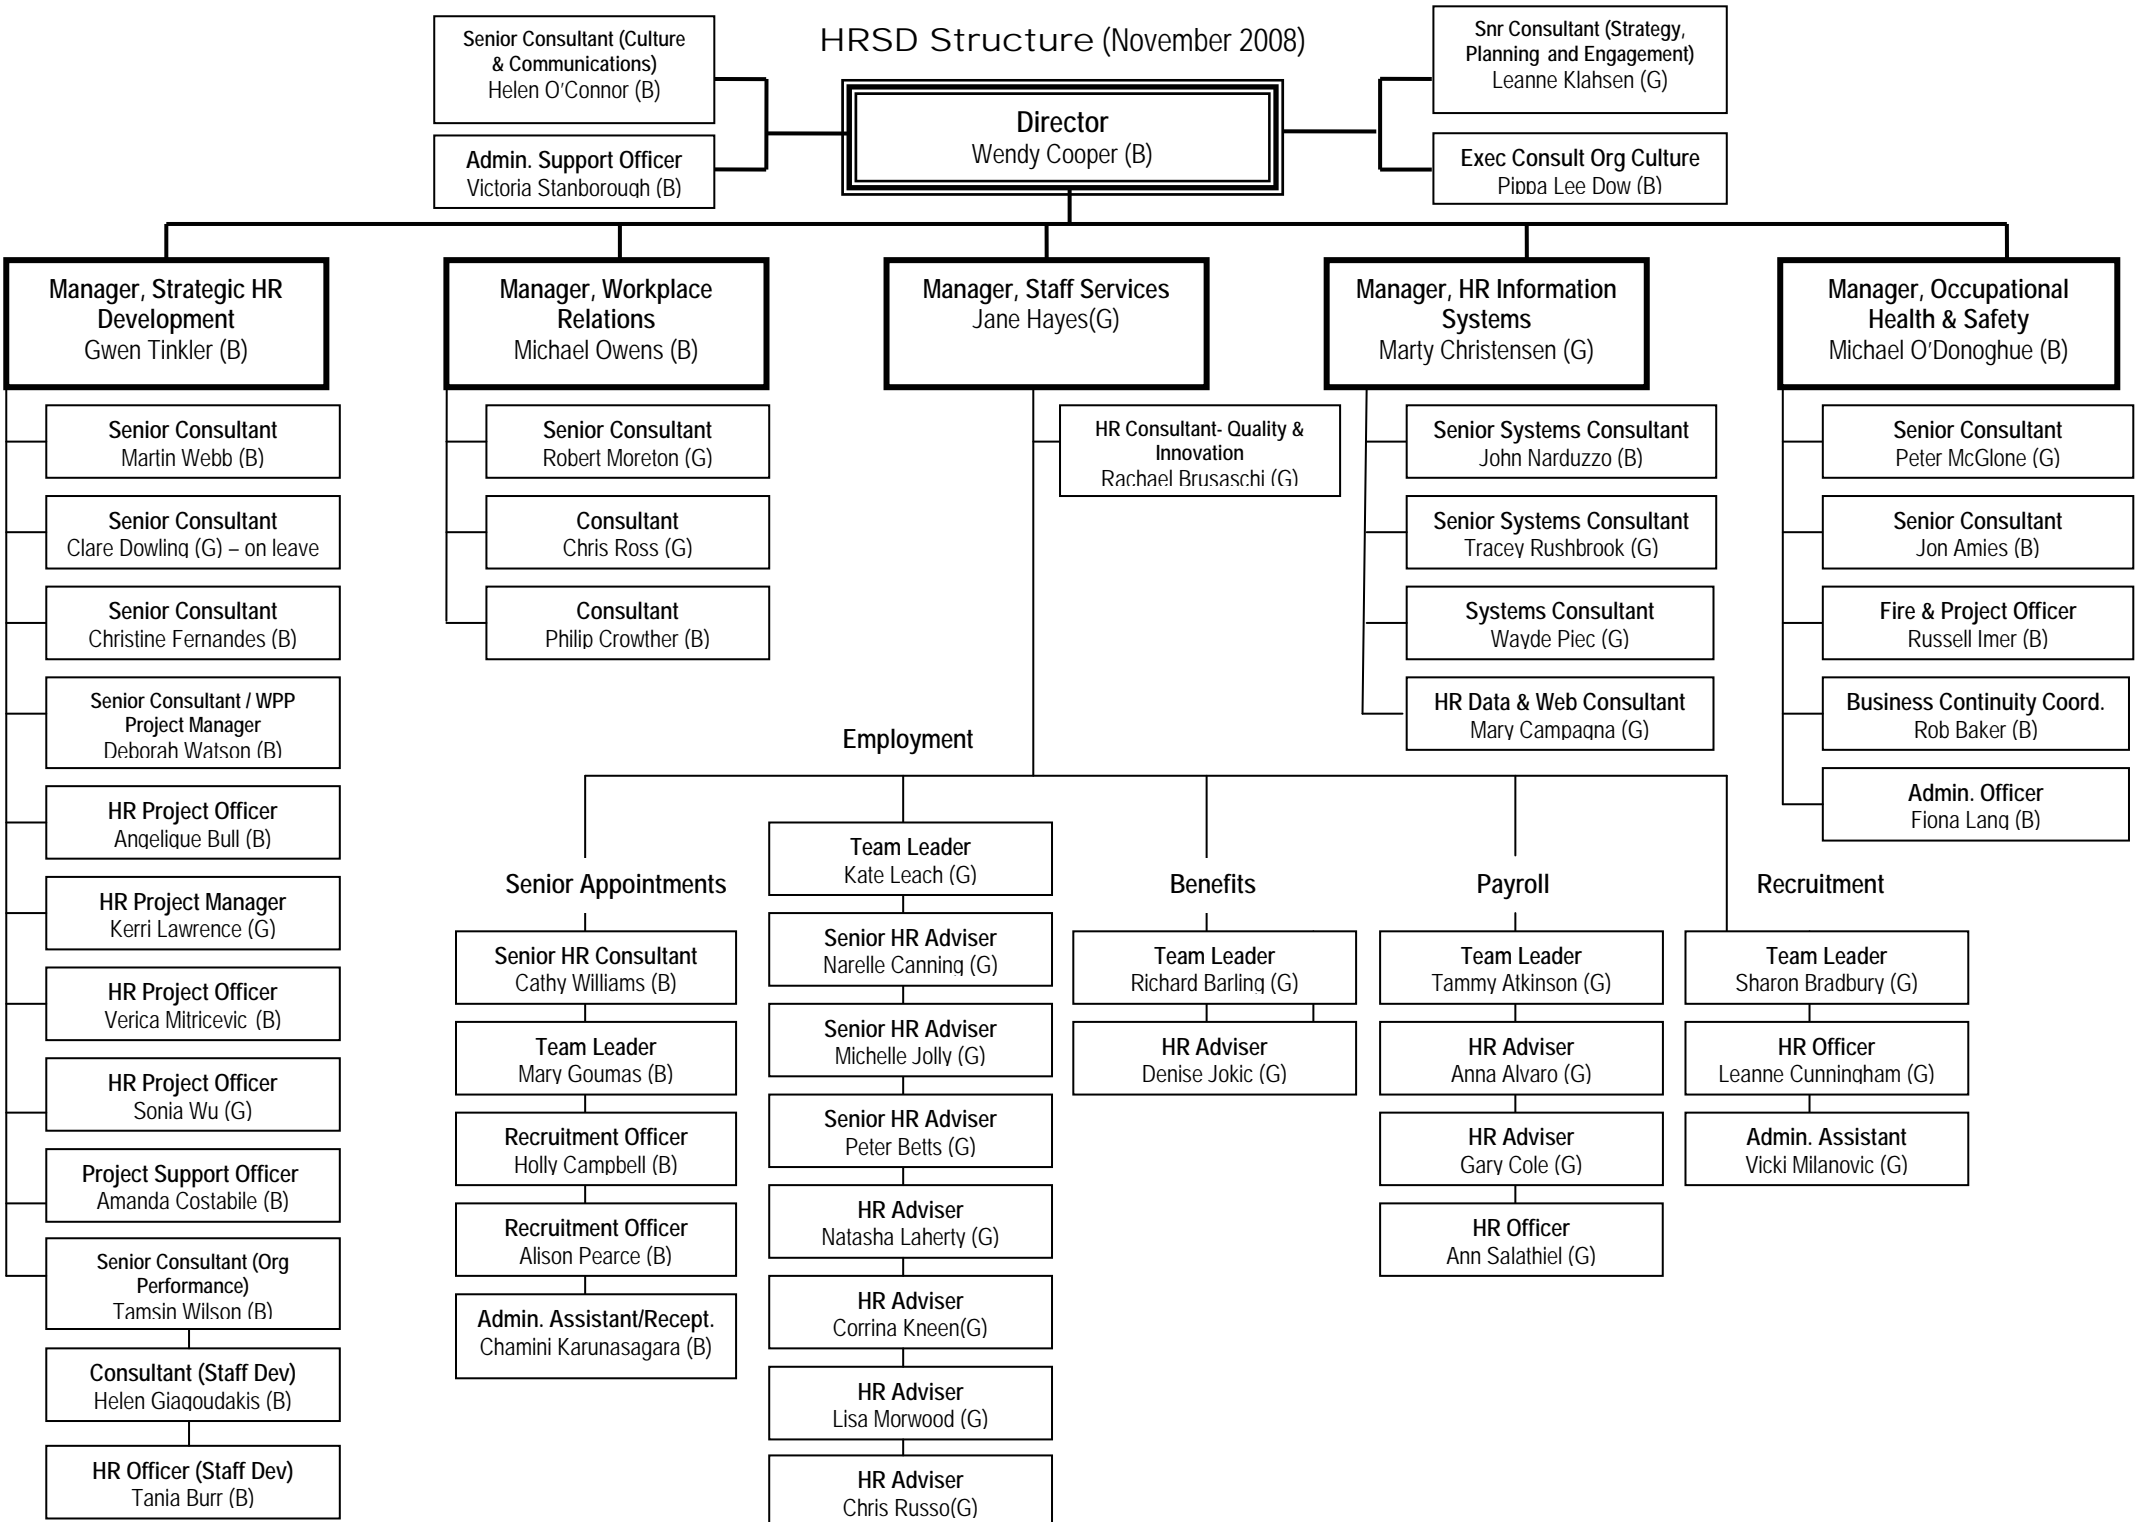 HRSD Structure (November 2008)
Senior Consultant (Culture
& Communications)
Helen O'Connor (B)
Admin. Support Officer
Victoria Stanborough (B)
Director
Wendy Cooper (B)
Snr Consultant (Strategy,
Planning and Engagement)
Leanne Klahsen (G)
Exec Consult Org Culture
Pippa Lee Dow (B)
Manager, Strategic HR
Development
Gwen Tinkler (B)
Senior Consultant
Martin Webb (B)
Senior Consultant
Clare Dowling (G) – on leave
Senior Consultant
Christine Fernandes (B)
Senior Consultant / WPP
Project Manager
Deborah Watson (B)
HR Project Officer
Angelique Bull (B)
HR Project Manager
Kerri Lawrence (G)
HR Project Officer
Verica Mitricevic (B)
HR Project Officer
Sonia Wu (G)
Project Support Officer
Amanda Costabile (B)
Senior Consultant (Org
Performance)
Tamsin Wilson (B)
Consultant (Staff Dev)
Helen Giagoudakis (B)
HR Officer (Staff Dev)
Tania Burr (B)
Manager, Workplace
Relations
Michael Owens (B)
Senior Consultant
Robert Moreton (G)
Consultant
Chris Ross (G)
Consultant
Philip Crowther (B)
Manager, Staff Services
Jane Hayes(G)
HR Consultant- Quality &
Innovation
Rachael Brusaschi (G)
Senior Appointments
Senior HR Consultant
Cathy Williams (B)
Team Leader
Mary Goumas (B)
Recruitment Officer
Holly Campbell (B)
Recruitment Officer
Alison Pearce (B)
Admin. Assistant/Recept.
Chamini Karunasagara (B)
Employment
Team Leader
Kate Leach (G)
Senior HR Adviser
Narelle Canning (G)
Senior HR Adviser
Michelle Jolly (G)
Senior HR Adviser
Peter Betts (G)
HR Adviser
Natasha Laherty (G)
HR Adviser
Corrina Kneen(G)
HR Adviser
Lisa Morwood (G)
HR Adviser
Chris Russo(G)
Benefits
Team Leader
Richard Barling (G)
HR Adviser
Denise Jokic (G)
Payroll
Team Leader
Tammy Atkinson (G)
HR Adviser
Anna Alvaro (G)
HR Adviser
Gary Cole (G)
HR Officer
Ann Salathiel (G)
Recruitment
Team Leader
Sharon Bradbury (G)
HR Officer
Leanne Cunningham (G)
Admin. Assistant
Vicki Milanovic (G)
Manager, HR Information
Systems
Marty Christensen (G)
Senior Systems Consultant
John Narduzzo (B)
Senior Systems Consultant
Tracey Rushbrook (G)
Systems Consultant
Wayde Piec (G)
HR Data & Web Consultant
Mary Campagna (G)
Manager, Occupational
Health & Safety
Michael O'Donoghue (B)
Senior Consultant
Peter McGlone (G)
Senior Consultant
Jon Amies (B)
Fire & Project Officer
Russell Imer (B)
Business Continuity Coord.
Rob Baker (B)
Admin. Officer
Fiona Lang (B)